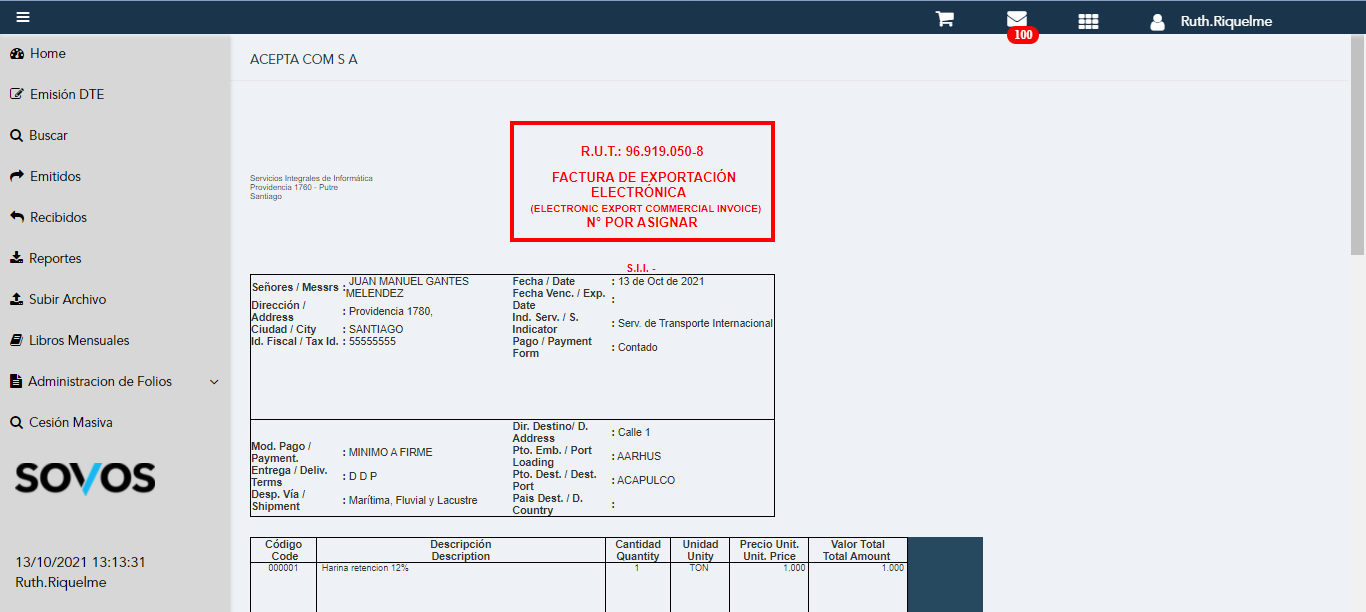 100
Ruth.Riquelme
Home
Emisión DTE
Buscar
Emitidos
Recibidos
Reportes
Subir Archivo
Libros Mensuales
Administracion de Folios
Cesión Masiva
SOVOS
13/10/2021 13:13:31
Ruth.Riquelme
ACEPTA COM S A
Servicios Integrales de Informática
Providencia 1760 - Putre
Santiago
R.U.T.: 96.919.050-8
FACTURA DE EXPORTACIÓN
ELECTRÓNICA
(ELECTRONIC EXPORT COMMERCIAL INVOICE)
N° POR ASIGNAR
S.I.I. -
Señores / Messrs : JUAN MANUEL GANTES
MELENDEZ
Dirección /
Address : Providencia 1780,
Ciudad / City : SANTIAGO
Id. Fiscal / Tax Id. : 55555555
Fecha / Date : 13 de Oct de 2021
Fecha Venc. / Exp.
Date :
Ind. Serv. / S.
Indicator : Serv. de Transporte Internacional
Pago / Payment
Form : Contado
Mod. Pago /
Payment. : MINIMO A FIRME
Entrega / Deliv.
Terms : D D P
Desp. Vía /
Shipment : Marítima, Fluvial y Lacustre
Dir. Destino/ D.
Address : Calle 1
Pto. Emb. / Port
Loading : AARHUS
Pto. Dest. / Dest.
Port : ACAPULCO
Pais Dest. / D.
Country :
Código Descripción Cantidad Unidad Precio Unit. Valor Total
Code Description Quantity Unity Unit. Price Total Amount
000001 Harina retencion 12% 1 TON 1.000 1.000